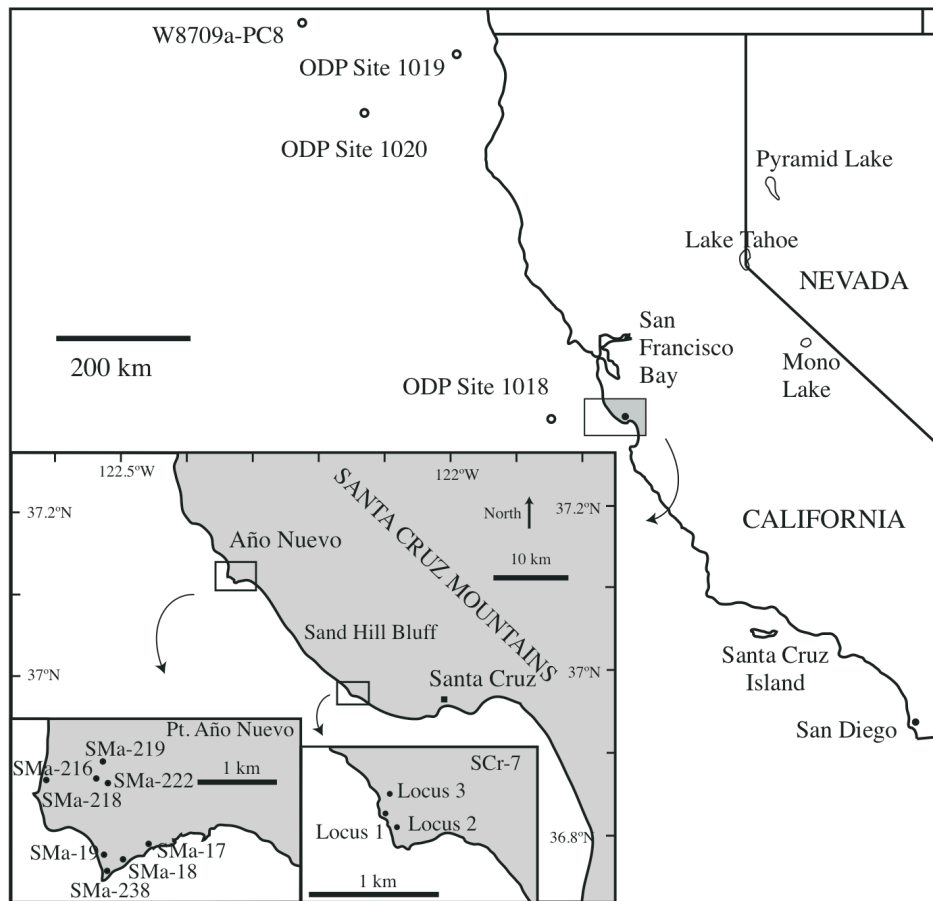 W8709a-PC8
ODP Site 1019
ODP Site 1020
Pyramid Lake
Lake Tahoe
NEVADA
San
Francisco
Bay
Mono
Lake
200 km
ODP Site 1018
CALIFORNIA
Santa Cruz
Island
San Diego
122.5ºW
122ºW
37.2ºN
37.2ºN
North
SANTA CRUZ MOUNTAINS
10 km
Año Nuevo
Sand Hill Bluff
37ºN
37ºN
Santa Cruz
36.8ºN
Pt. Año Nuevo
SMa-219
SMa-216
SMa-222
1 km
SMa-218
SMa-19
SMa-17
SMa-18
SMa-238
SCr-7
Locus 3
Locus 1
Locus 2
1 km